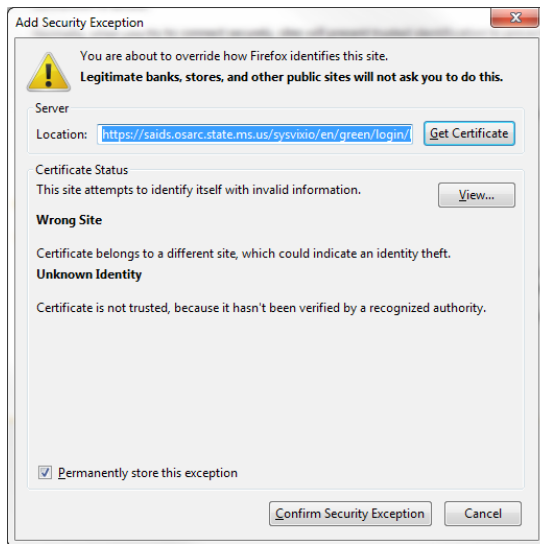 Add Security Exception
You are about to override how Firefox identifies this site.
Legitimate banks, stores, and other public sites will not ask you to do this.
Server
Location: https://saids.osarc.state.ms.us/sysvixio/en/green/login/ Get Certificate
Certificate Status
This site attempts to identify itself with invalid information.
View...
Wrong Site
Certificate belongs to a different site, which could indicate an identity theft.
Unknown Identity
Certificate is not trusted, because it hasn't been verified by a recognized authority.
Permanently store this exception
Confirm Security Exception Cancel